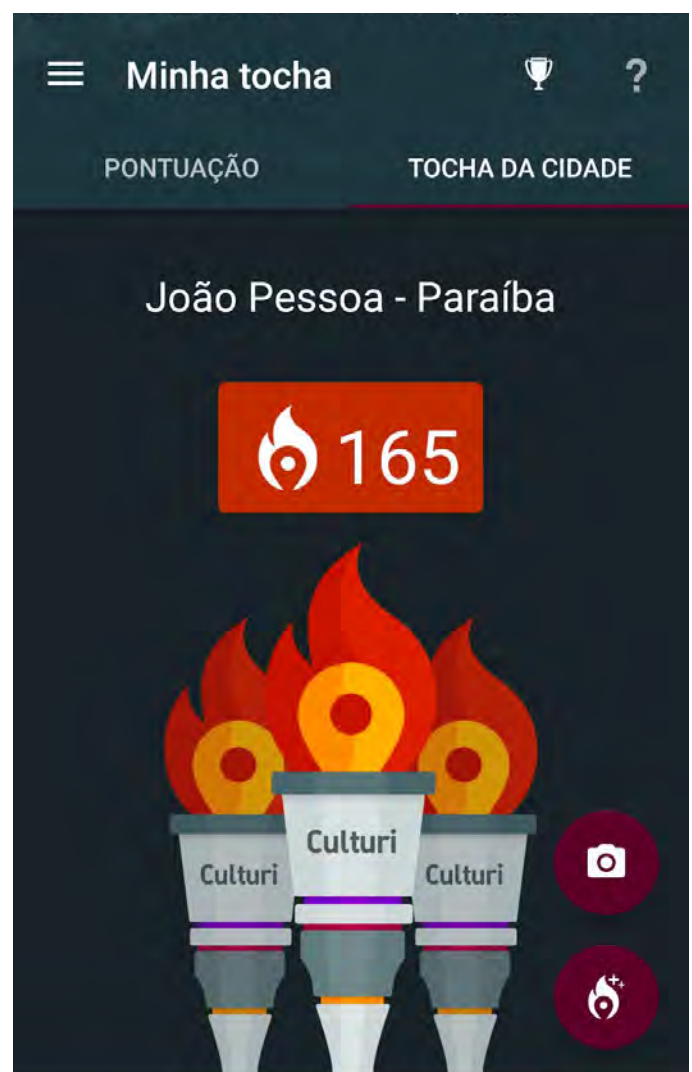 Minha tocha ?
PONTUAÇÃO TOCHA DA CIDADE
João Pessoa - Paraíba
165
Culturi
Culturi
Culturi